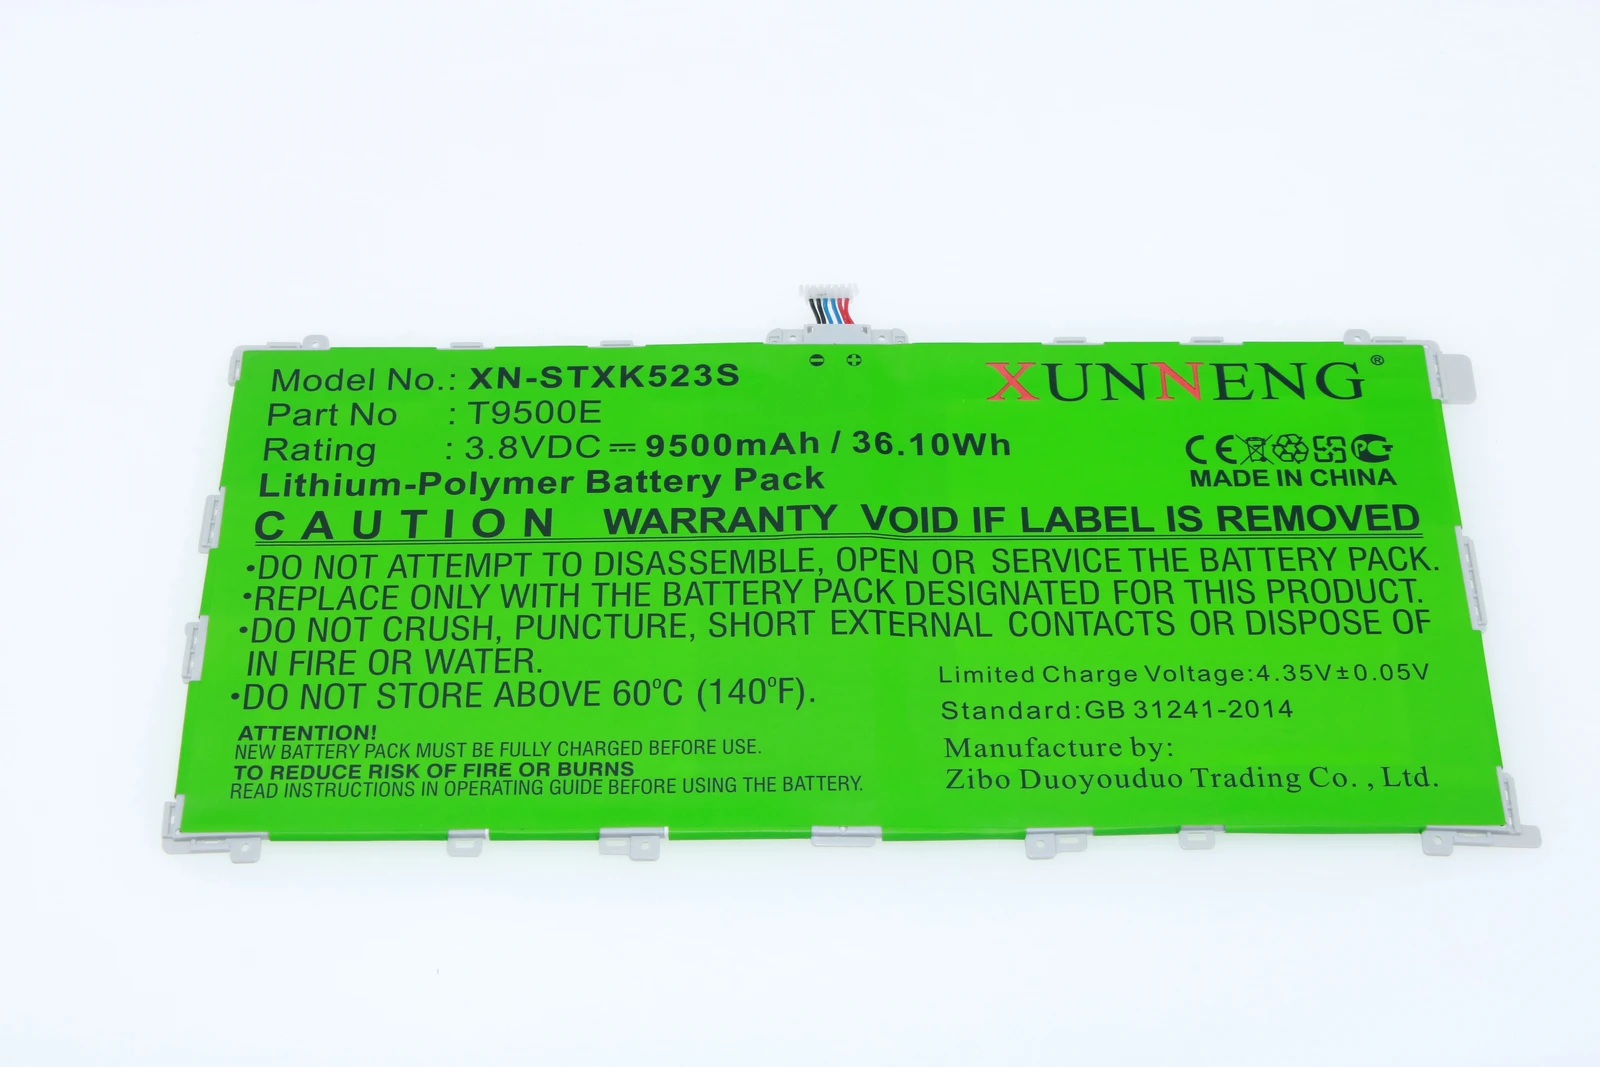 XUNNENG®
Model No.: XN-STXK523S
Part No : T9500E
Rating : 3.8VDC⎓9500mAh / 36.10Wh
Lithium-Polymer Battery Pack
CE
MADE IN CHINA
CAUTION WARRANTY VOID IF LABEL IS REMOVED
•DO NOT ATTEMPT TO DISASSEMBLE, OPEN OR SERVICE THE BATTERY PACK.
•REPLACE ONLY WITH THE BATTERY PACK DESIGNATED FOR THIS PRODUCT.
•DO NOT CRUSH, PUNCTURE, SHORT EXTERNAL CONTACTS OR DISPOSE OF
IN FIRE OR WATER.
•DO NOT STORE ABOVE 60⁰C (140⁰F).
ATTENTION!
NEW BATTERY PACK MUST BE FULLY CHARGED BEFORE USE.
TO REDUCE RISK OF FIRE OR BURNS
READ INSTRUCTIONS IN OPERATING GUIDE BEFORE USING THE BATTERY.
Limited Charge Voltage:4.35V±0.05V
Standard:GB 31241-2014
Manufacture by:
Zibo Duoyouduo Trading Co. , Ltd.